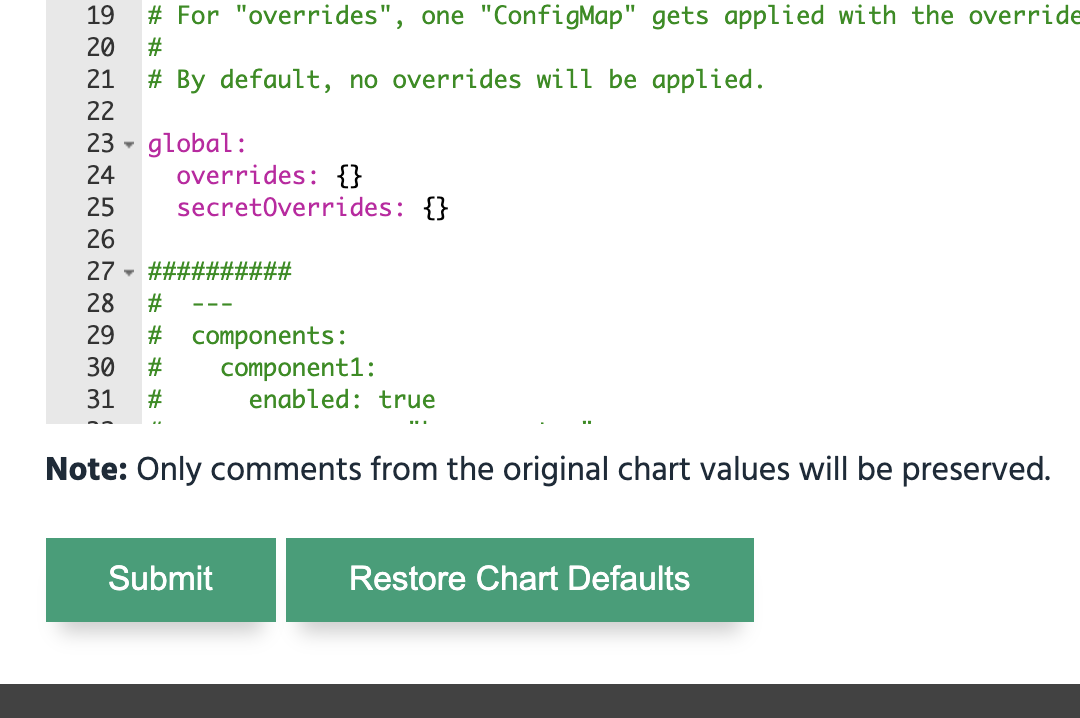 19 # For "overrides", one "ConfigMap" gets applied with the override
20 #
21 # By default, no overrides will be applied.
22
23 global:
24   overrides: {}
25   secretOverrides: {}
26
27 ##########
28 #  ---
29 #  components:
30 #    component1:
31 #      enabled: true
Note: Only comments from the original chart values will be preserved.
Submit
Restore Chart Defaults